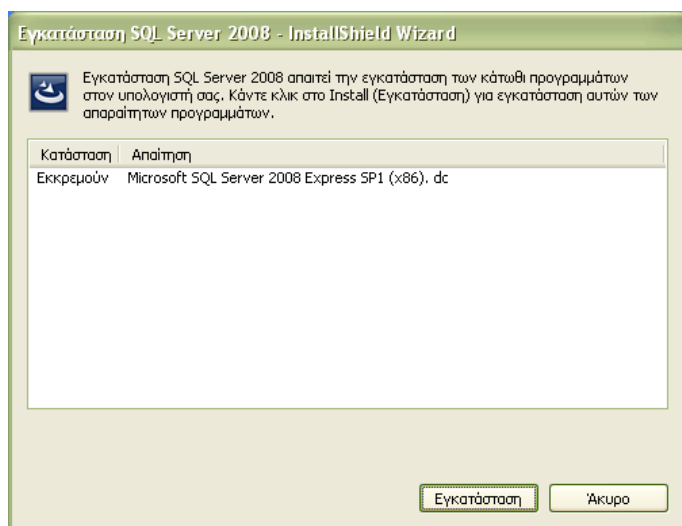 Εγκατάσταση SQL Server 2008 - InstallShield Wizard
Εγκατάσταση SQL Server 2008 απαιτεί την εγκατάσταση των κάτωθι προγραμμάτων
στον υπολογιστή σας. Κάντε κλικ στο Install (Εγκατάσταση) για εγκατάσταση αυτών των
απαραίτητων προγραμμάτων.
Κατάσταση Απαίτηση
Εκκρεμούν Microsoft SQL Server 2008 Express SP1 (x86). dc
Εγκατάσταση Άκυρο